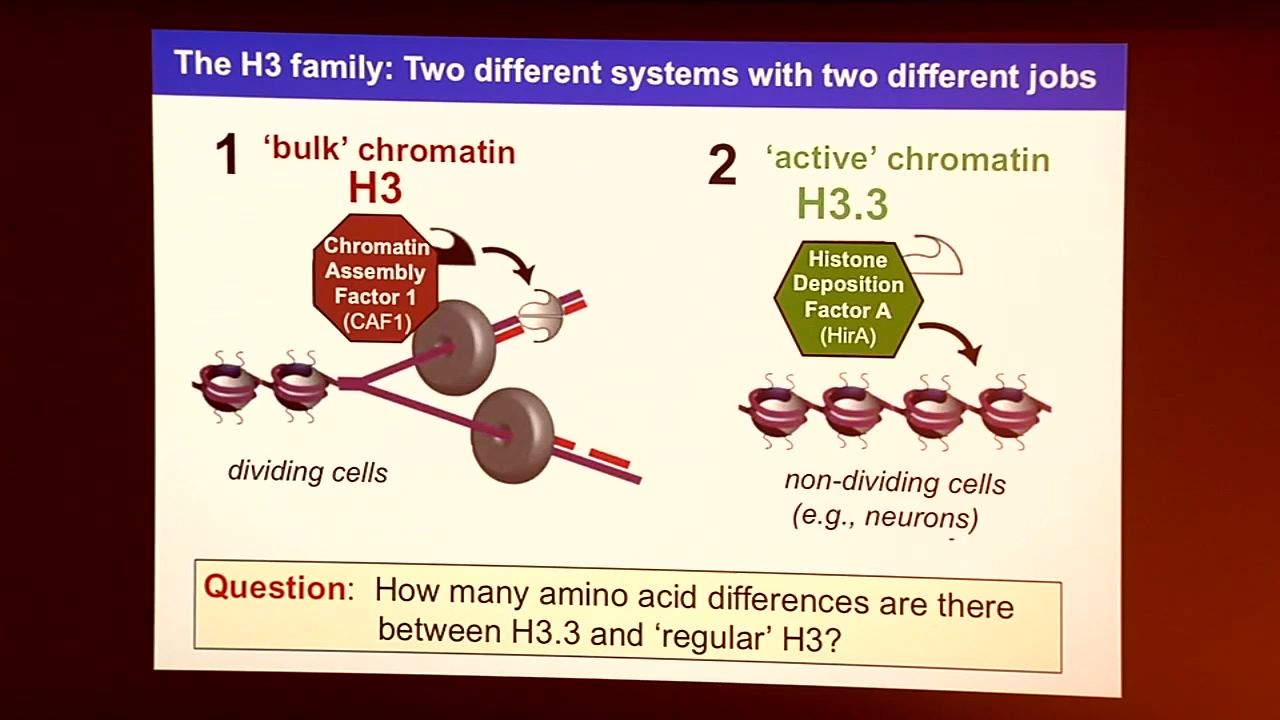 The H3 family: Two different systems with two different jobs
1 ‘bulk’ chromatin
H3
Chromatin
Assembly
Factor 1
(CAF1)
dividing cells
2 ‘active’ chromatin
H3.3
Histone
Deposition
Factor A
(HirA)
non-dividing cells
(e.g., neurons)
Question: How many amino acid differences are there
between H3.3 and ‘regular’ H3?